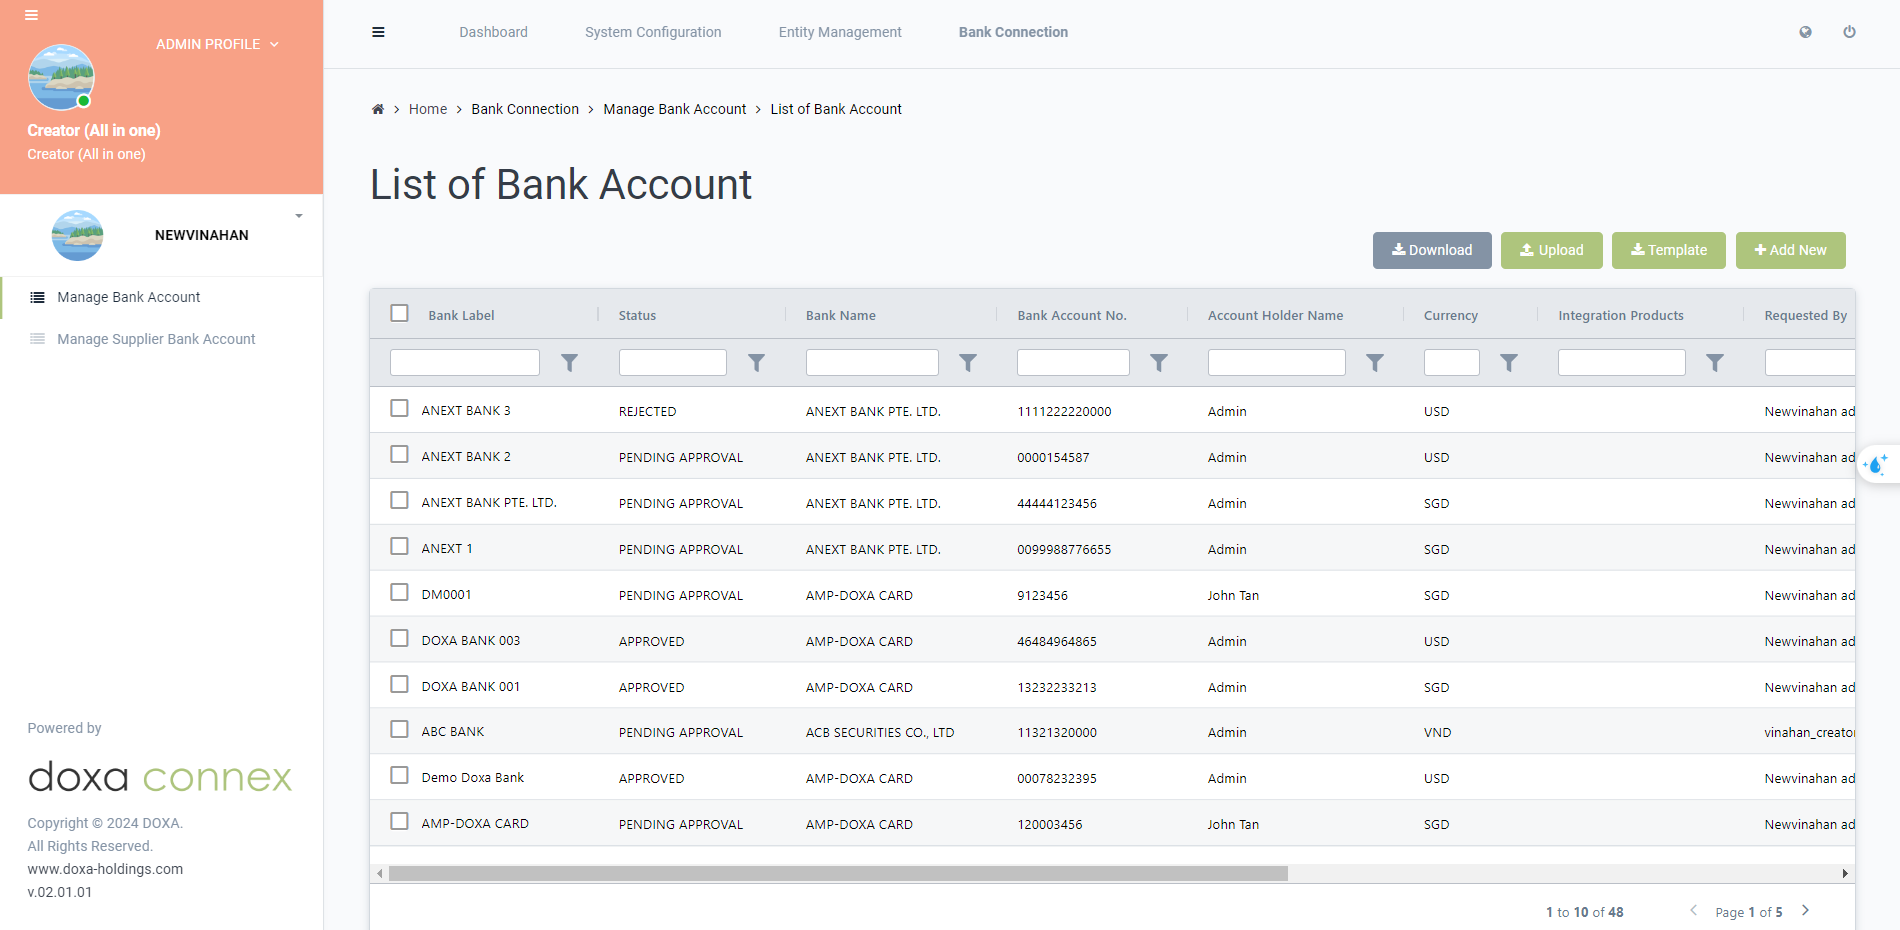 ADMIN PROFILE
Creator (All in one)
Creator (All in one)
NEWVINAHAN
Manage Bank Account
Manage Supplier Bank Account
Powered by
doxa connex
Copyright © 2024 DOXA.
All Rights Reserved.
www.doxa-holdings.com
v.02.01.01
Dashboard System Configuration Entity Management Bank Connection
Home > Bank Connection > Manage Bank Account > List of Bank Account
List of Bank Account
Download Upload Template Add New
Bank Label Status Bank Name Bank Account No. Account Holder Name Currency Integration Products Requested By
ANEXT BANK 3 REJECTED ANEXT BANK PTE. LTD. 1111222220000 Admin USD Newvinahan ad
ANEXT BANK 2 PENDING APPROVAL ANEXT BANK PTE. LTD. 0000154587 Admin USD Newvinahan ad
ANEXT BANK PTE. LTD. PENDING APPROVAL ANEXT BANK PTE. LTD. 44444123456 Admin SGD Newvinahan ad
ANEXT 1 PENDING APPROVAL ANEXT BANK PTE. LTD. 0099988776655 Admin SGD Newvinahan ad
DM0001 PENDING APPROVAL AMP-DOXA CARD 9123456 John Tan SGD Newvinahan ad
DOXA BANK 003 APPROVED AMP-DOXA CARD 46484964865 Admin USD Newvinahan ad
DOXA BANK 001 APPROVED AMP-DOXA CARD 13232233213 Admin SGD Newvinahan ad
ABC BANK PENDING APPROVAL ACB SECURITIES CO., LTD 11321320000 Admin VND vinahan_creator
Demo Doxa Bank APPROVED AMP-DOXA CARD 00078232395 Admin USD Newvinahan ad
AMP-DOXA CARD PENDING APPROVAL AMP-DOXA CARD 120003456 John Tan SGD Newvinahan ad
1 to 10 of 48 Page 1 of 5